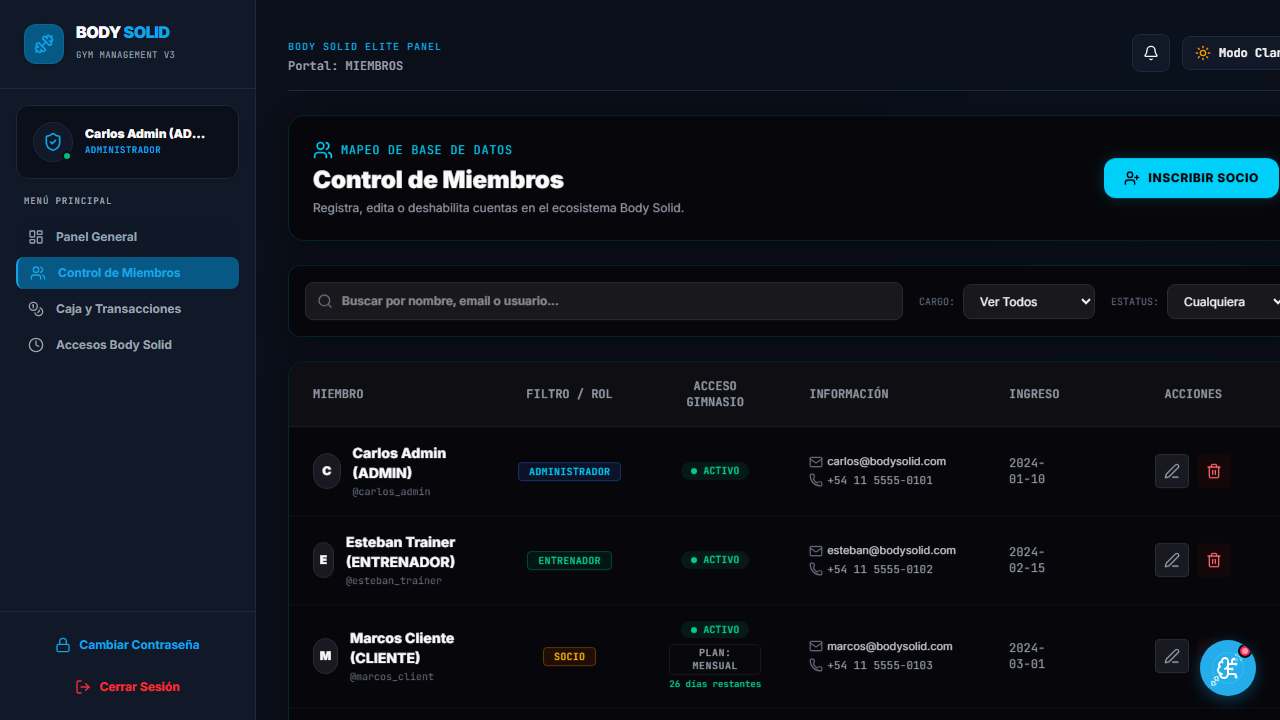 BODY SOLID
GYM MANAGEMENT V3
Carlos Admin (AD...
ADMINISTRADOR
MENÚ PRINCIPAL
Panel General
Control de Miembros
Caja y Transacciones
Accesos Body Solid
Cambiar Contraseña
Cerrar Sesión
BODY SOLID ELITE PANEL
Portal: MIEMBROS
Modo Clar
MAPEO DE BASE DE DATOS
Control de Miembros
Registra, edita o deshabilita cuentas en el ecosistema Body Solid.
INSCRIBIR SOCIO
Buscar por nombre, email o usuario...
CARGO:
Ver Todos
ESTATUS:
Cualquiera
MIEMBRO
FILTRO / ROL
ACCESO
GIMNASIO
INFORMACIÓN
INGRESO
ACCIONES
C
Carlos Admin
(ADMIN)
@carlos_admin
ADMINISTRADOR
ACTIVO
carlos@bodysolid.com
+54 11 5555-0101
2024-
01-10
E
Esteban Trainer
(ENTRENADOR)
@esteban_trainer
ENTRENADOR
ACTIVO
esteban@bodysolid.com
+54 11 5555-0102
2024-
02-15
M
Marcos Cliente
(CLIENTE)
@marcos_client
SOCIO
ACTIVO
PLAN:
MENSUAL
26 días restantes
marcos@bodysolid.com
+54 11 5555-0103
2024-
03-01